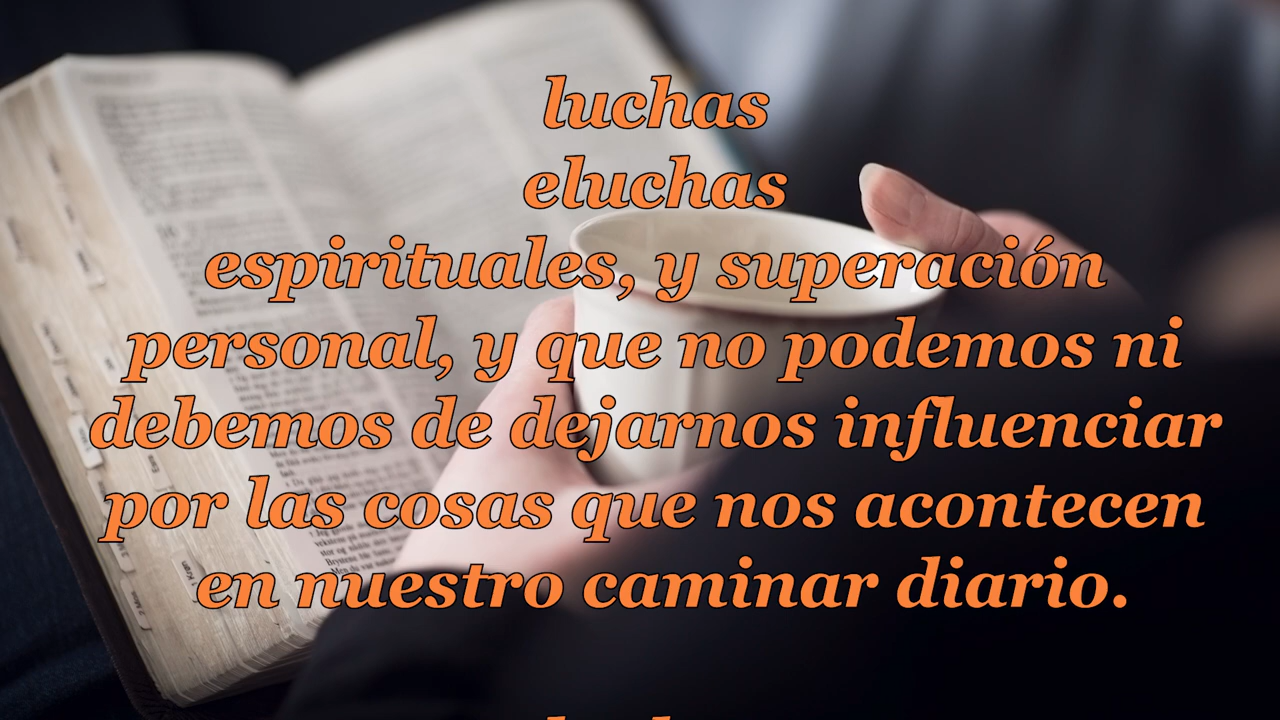 luchas
eluchas
espirituales, y superación
personal, y que no podemos ni
debemos de dejarnos influenciar
por las cosas que nos acontecen
en nuestro caminar diario.